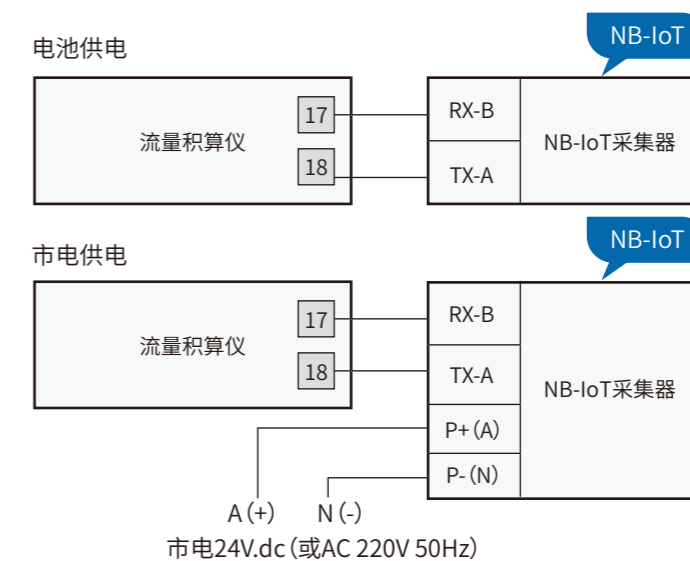 NB-IoT
电池供电
流量积算仪
17
18
RX-B
TX-A
NB-IoT采集器
NB-IoT
市电供电
流量积算仪
17
18
RX-B
TX-A
P+(A)
P-(N)
NB-IoT采集器
A(+) N(-)
市电24V.dc(或AC 220V 50Hz)